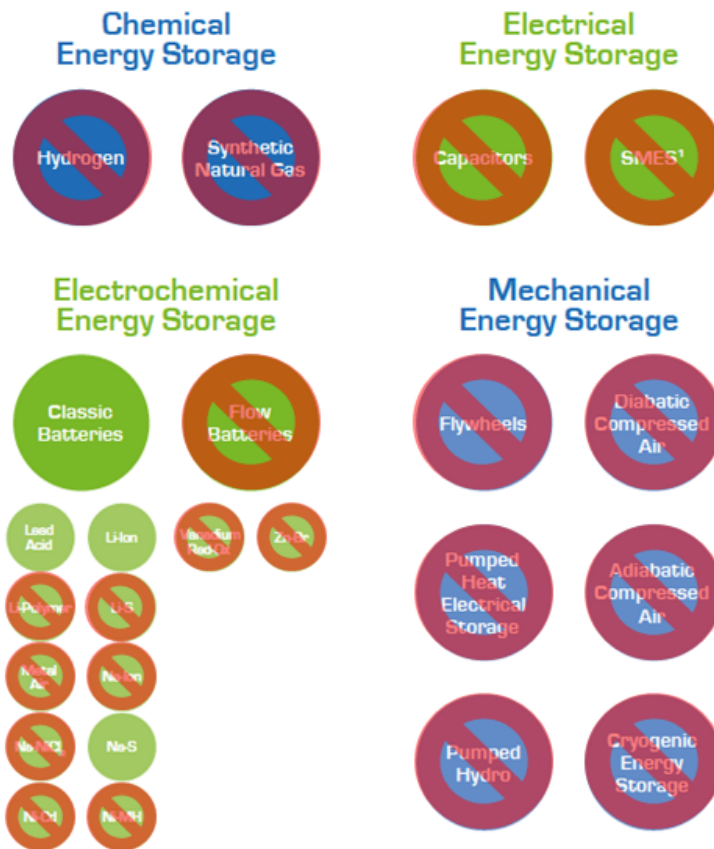 Chemical
Energy Storage
Electrical
Energy Storage
Hydrogen
Synthetic
Natural Gas
Capacitors
SMES¹
Electrochemical
Energy Storage
Mechanical
Energy Storage
Classic
Batteries
Flow
Batteries
Flywheels
Diabatic
Compressed
Air
Lead
Acid
Li-Ion
Vanadium
Red-Ox
Zn-Br
Li-Polymer
Li-S
Pumped
Heat
Electrical
Storage
Adiabatic
Compressed
Air
Metal
Air
Na-Ion
Na-NiCl₂
Na-S
Pumped
Hydro
Cryogenic
Energy
Storage
Ni-Cd
Ni-MH